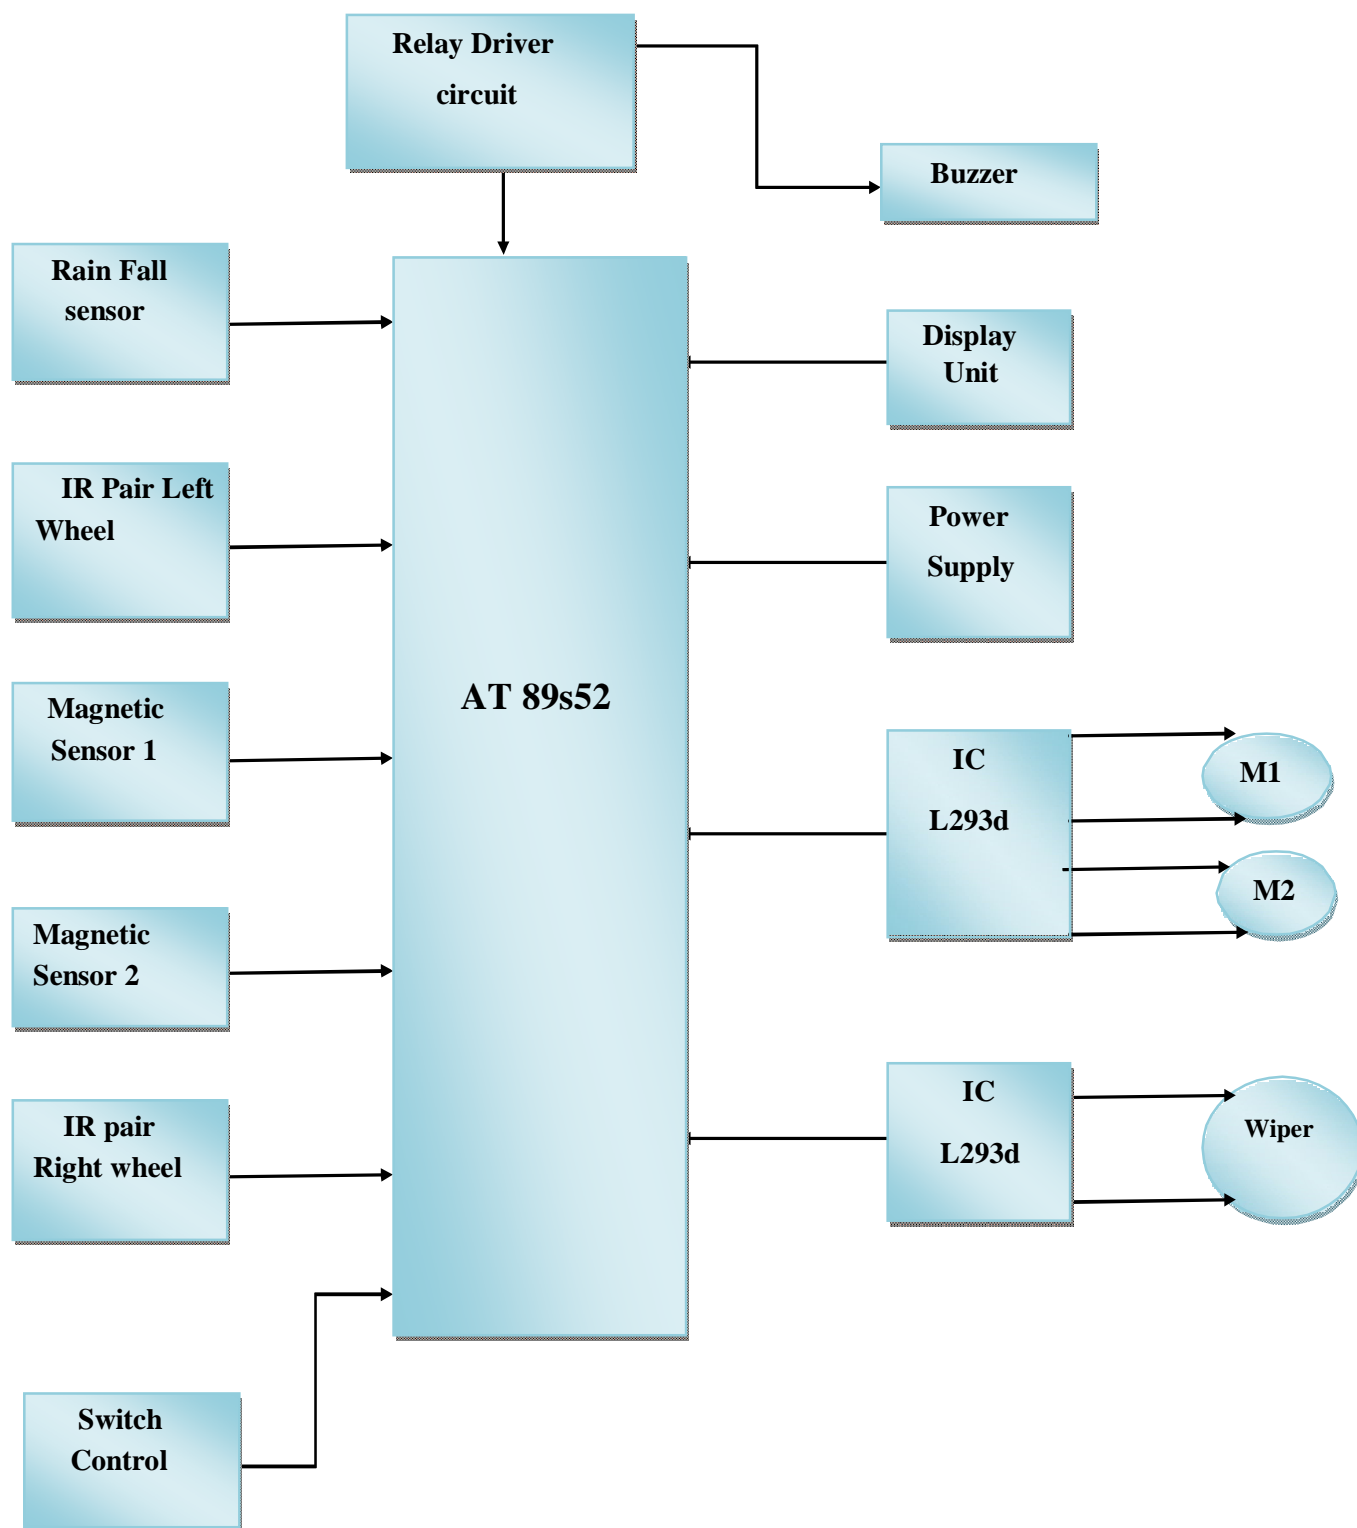 Relay Driver
circuit
Buzzer
Rain Fall
sensor
Display
Unit
IR Pair Left
Wheel
Power
Supply
AT 89s52
Magnetic
Sensor 1
IC
L293d
M1
M2
Magnetic
Sensor 2
IC
L293d
Wiper
IR pair
Right wheel
Switch
Control